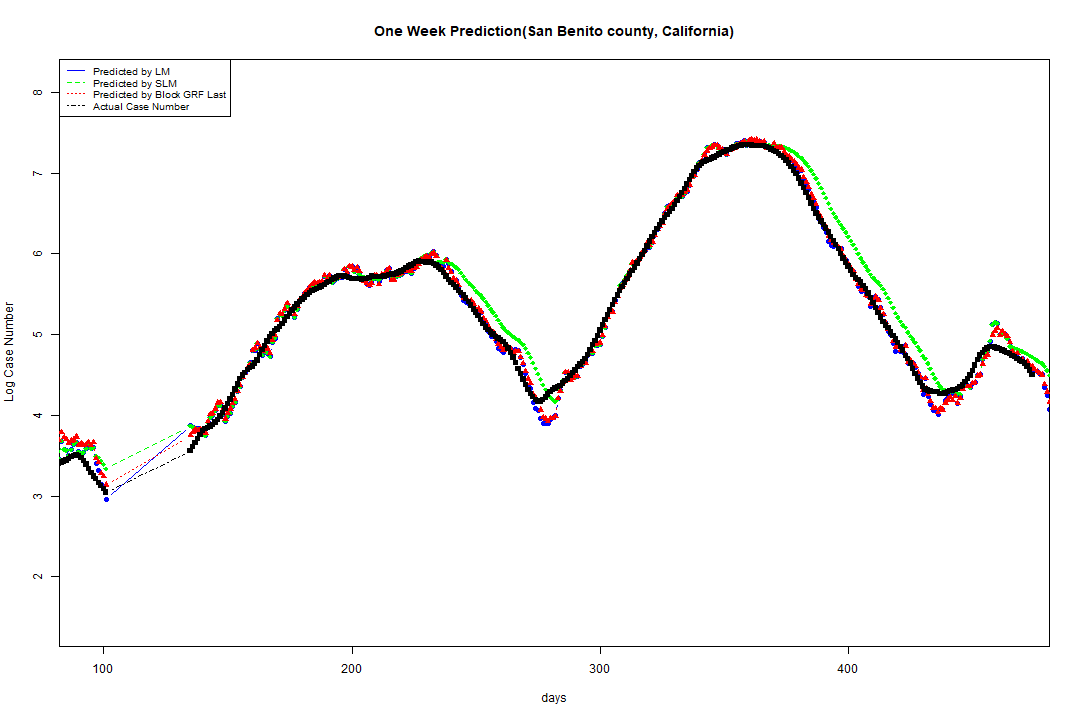 One Week Prediction(San Benito county, California)
Predicted by LM
Predicted by SLM
Predicted by Block GRF Last
Actual Case Number
8
7
6
5
4
3
2
Log Case Number
100 200 300 400
days